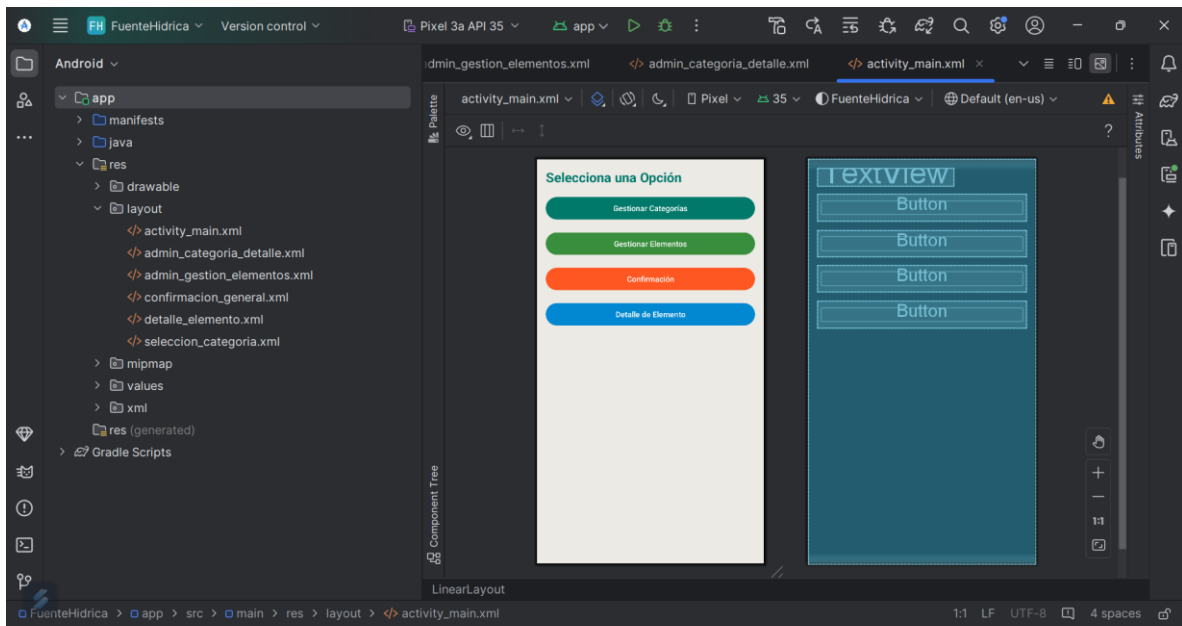 FH FuenteHidrica Version control Pixel 3a API 35 app
Android
dmin_gestion_elementos.xml admin_categoria_detalle.xml activity_main.xml
app
manifests
java
res
drawable
layout
activity_main.xml
admin_categoria_detalle.xml
admin_gestion_elementos.xml
confirmacion_general.xml
detalle_elemento.xml
seleccion_categoria.xml
mipmap
values
xml
res (generated)
Gradle Scripts
Palette
Component Tree
activity_main.xml Pixel 35 FuenteHidrica Default (en-us)
?
Attributes
Selecciona una Opción
Gestionar Categorías
Gestionar Elementos
Confirmación
Detalle de Elemento
TextView
Button
Button
Button
Button
1:1
LinearLayout
FuenteHidrica > app > src > main > res > layout > activity_main.xml 1:1 LF UTF-8 4 spaces